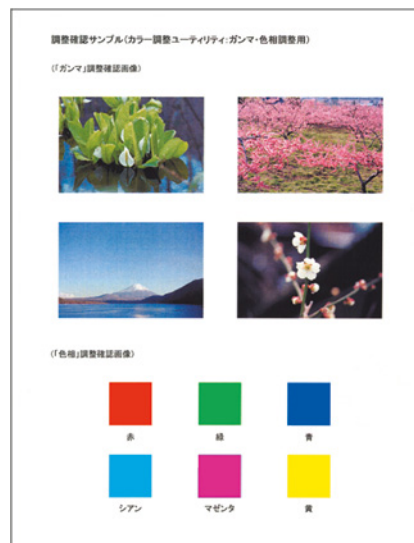 調整確認サンプル(カラー調整ユーティリティ:ガンマ・色相調整用)
(「ガンマ」調整確認画像)
(「色相」調整確認画像)
赤
緑
青
シアン
マゼンタ
黄